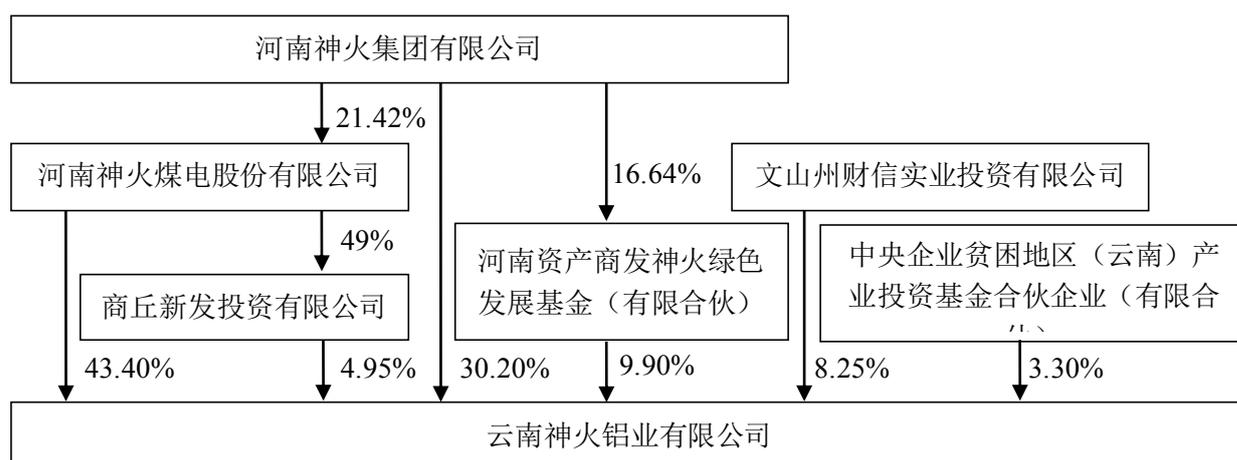 河南神火集团有限公司
21.42%
河南神火煤电股份有限公司
16.64%
文山州财信实业投资有限公司
49%
河南资产商发神火绿色
发展基金（有限合伙）
中央企业贫困地区（云南）产
业投资基金合伙企业（有限合
商丘新发投资有限公司
43.40%
4.95%
30.20%
9.90%
8.25%
3.30%
云南神火铝业有限公司